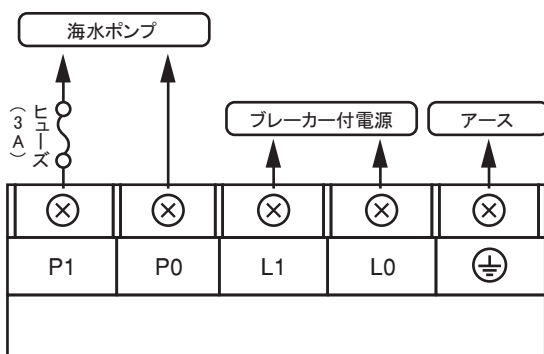 海水ポンプ
ヒューズ
(3A)
ブレーカー付電源
アース
P1
P0
L1
L0